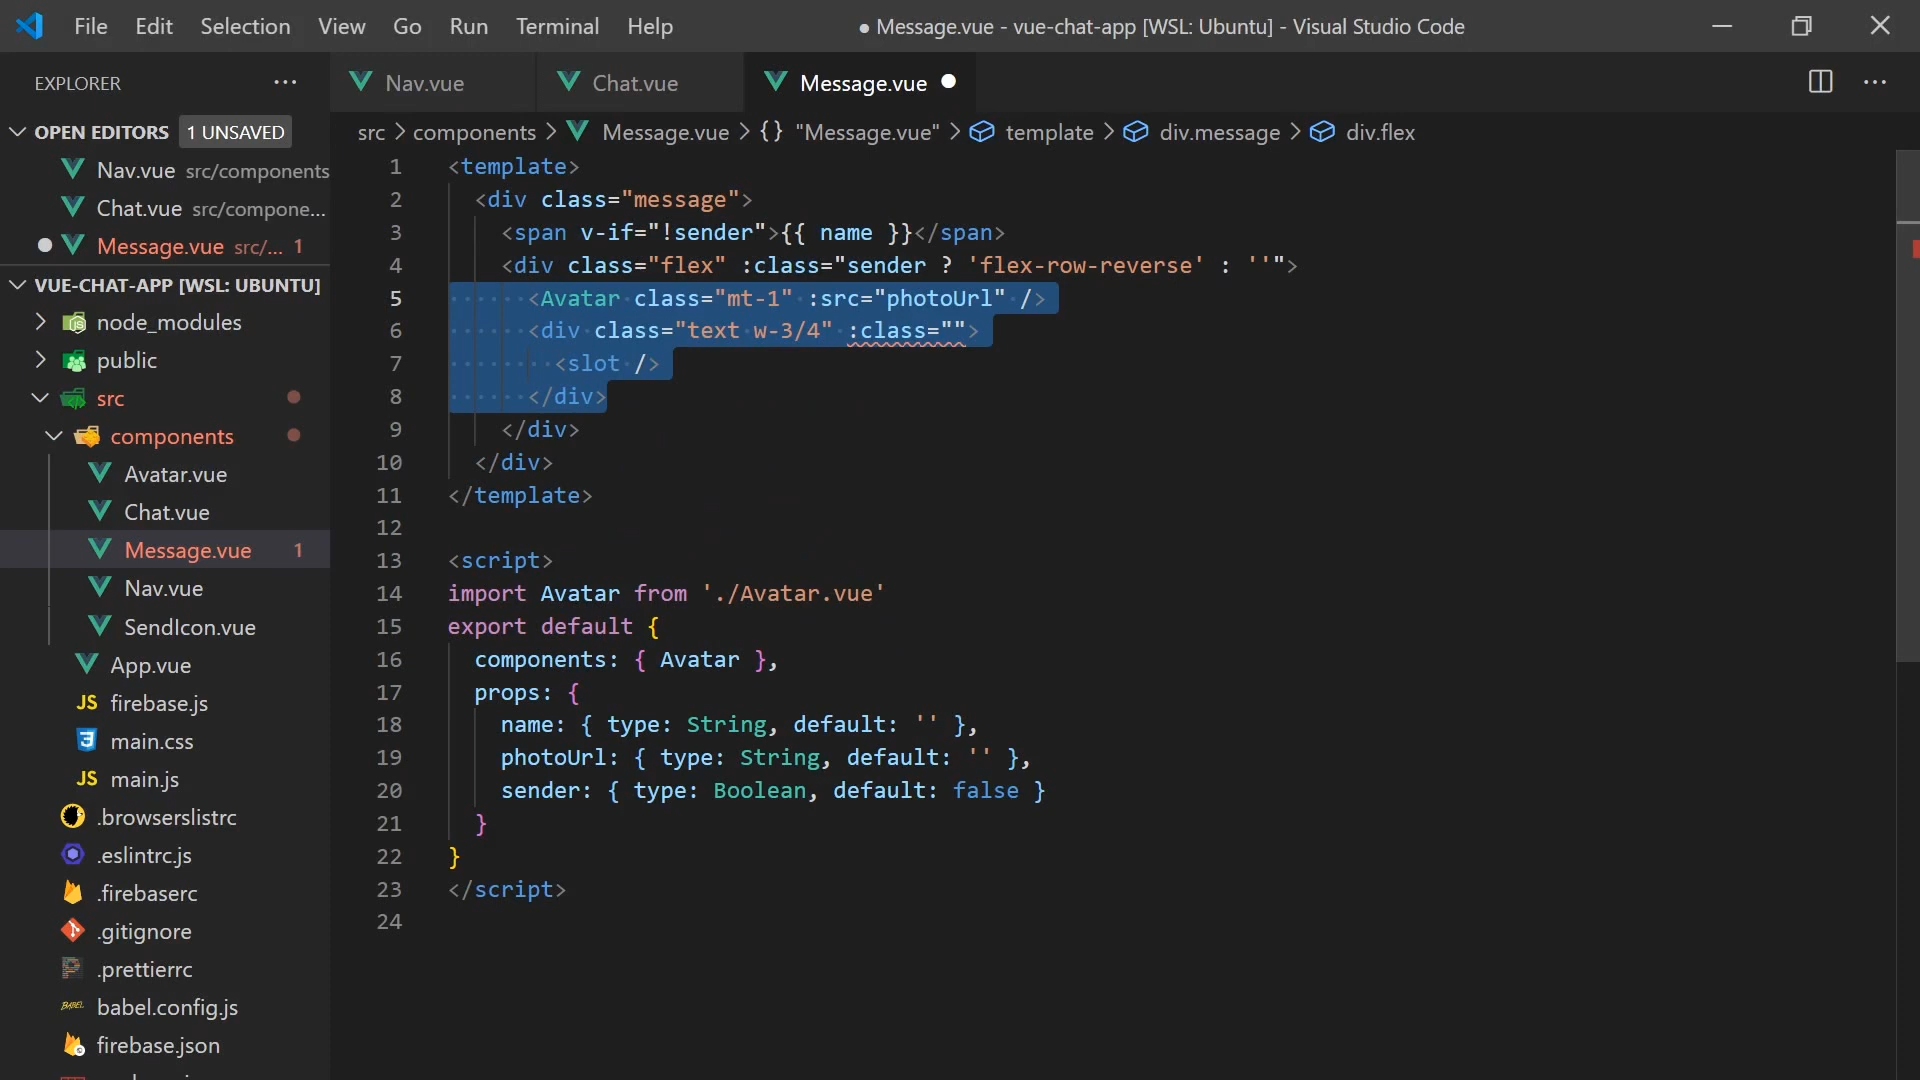 File Edit Selection View Go Run Terminal Help
● Message.vue - vue-chat-app [WSL: Ubuntu] - Visual Studio Code
EXPLORER
OPEN EDITORS 1 UNSAVED
Nav.vue src/components
Chat.vue src/compone...
Message.vue src/... 1
VUE-CHAT-APP [WSL: UBUNTU]
node_modules
public
src
components
Avatar.vue
Chat.vue
Message.vue 1
Nav.vue
SendIcon.vue
App.vue
JS firebase.js
main.css
JS main.js
.browserslistrc
.eslintrc.js
.firebaserc
.gitignore
.prettierrc
BABEL babel.config.js
firebase.json
Nav.vue Chat.vue Message.vue ●
src > components > Message.vue > {} "Message.vue" > template > div.message > div.flex
1 <template>
2 <div class="message">
3 <span v-if="!sender">{{ name }}</span>
4 <div class="flex" :class="sender ? 'flex-row-reverse' : ''">
5 <Avatar class="mt-1" :src="photoUrl" />
6 <div class="text w-3/4" :class="">
7 <slot />
8 </div>
9 </div>
10 </div>
11 </template>
12
13 <script>
14 import Avatar from './Avatar.vue'
15 export default {
16 components: { Avatar },
17 props: {
18 name: { type: String, default: '' },
19 photoUrl: { type: String, default: '' },
20 sender: { type: Boolean, default: false }
21 }
22 }
23 </script>
24